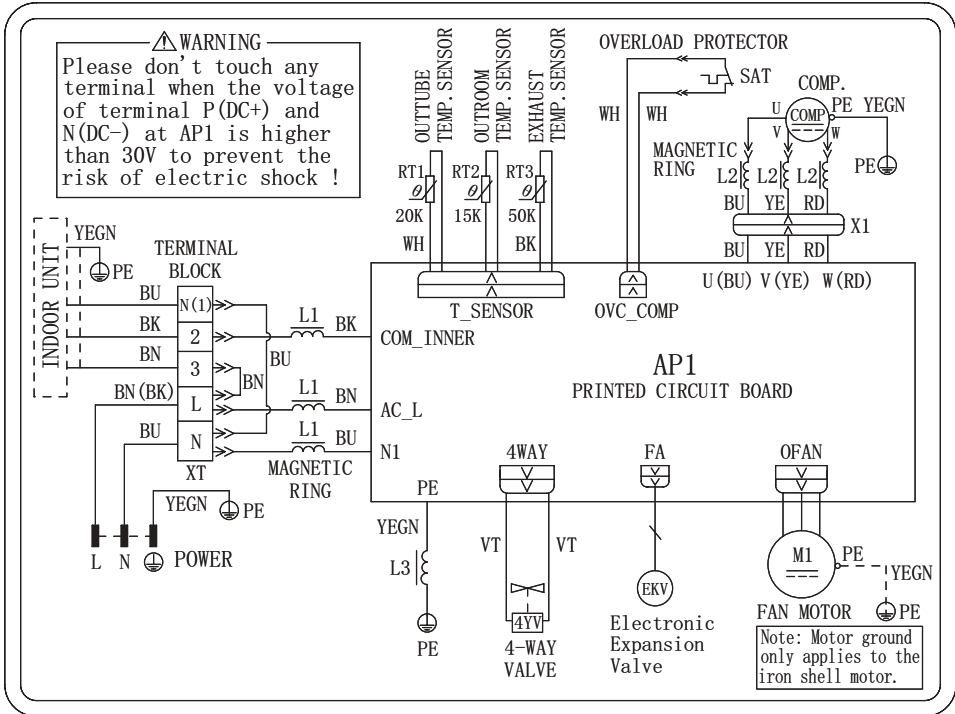 WARNING
Please don't touch any
terminal when the voltage
of terminal P(DC+) and
N(DC-) at AP1 is higher
than 30V to prevent the
risk of electric shock !
OUTTUBE
TEMP. SENSOR
OUTROOM
TEMP. SENSOR
EXHAUST
TEMP. SENSOR
RT1
θ
20K
WH
RT2
θ
15K
RT3
θ
50K
BK
T_SENSOR
OVERLOAD PROTECTOR
SAT
WH
WH
OVC_COMP
COMP.
U
COMP
PE YEGN
V
W
PE
MAGNETIC
RING
L2
L2
L2
BU
YE
RD
X1
BU
YE
RD
U(BU) V(YE) W(RD)
INDOOR UNIT
YEGN
PE
TERMINAL
BLOCK
BU
N(1)
BK
2
BN
3
BN(BK)
L
BU
N
XT
BU
BN
L1
BK
COM_INNER
L1
BN
AC_L
L1
BU
N1
MAGNETIC
RING
YEGN
PE
L
N
POWER
AP1
PRINTED CIRCUIT BOARD
PE
YEGN
L3
PE
4WAY
VT
VT
4YV
4-WAY
VALVE
FA
EKV
Electronic
Expansion
Valve
OFAN
M1
PE
YEGN
FAN MOTOR
PE
Note: Motor ground
only applies to the
iron shell motor.